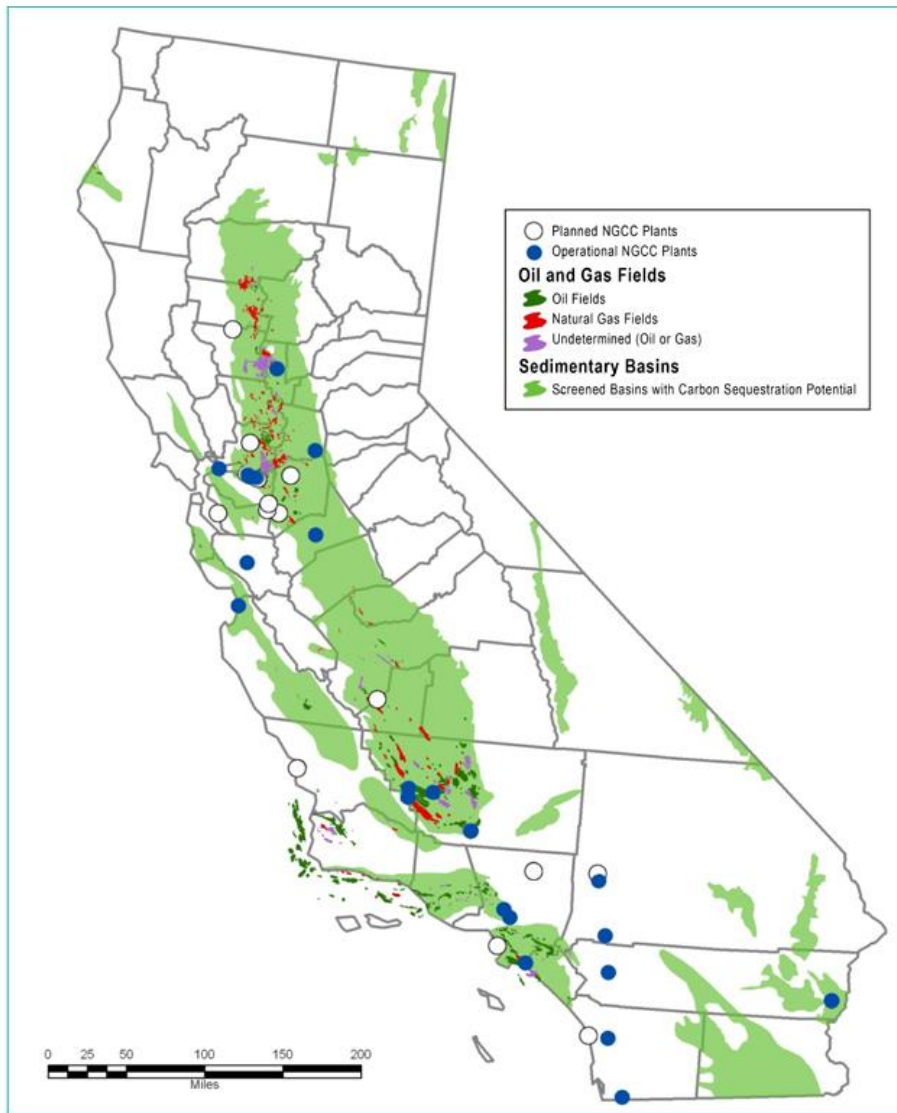 Planned NGCC Plants
Operational NGCC Plants
Oil and Gas Fields
Oil Fields
Natural Gas Fields
Undetermined (Oil or Gas)
Sedimentary Basins
Screened Basins with Carbon Sequestration Potential
0 25 50 100 150 200
Miles